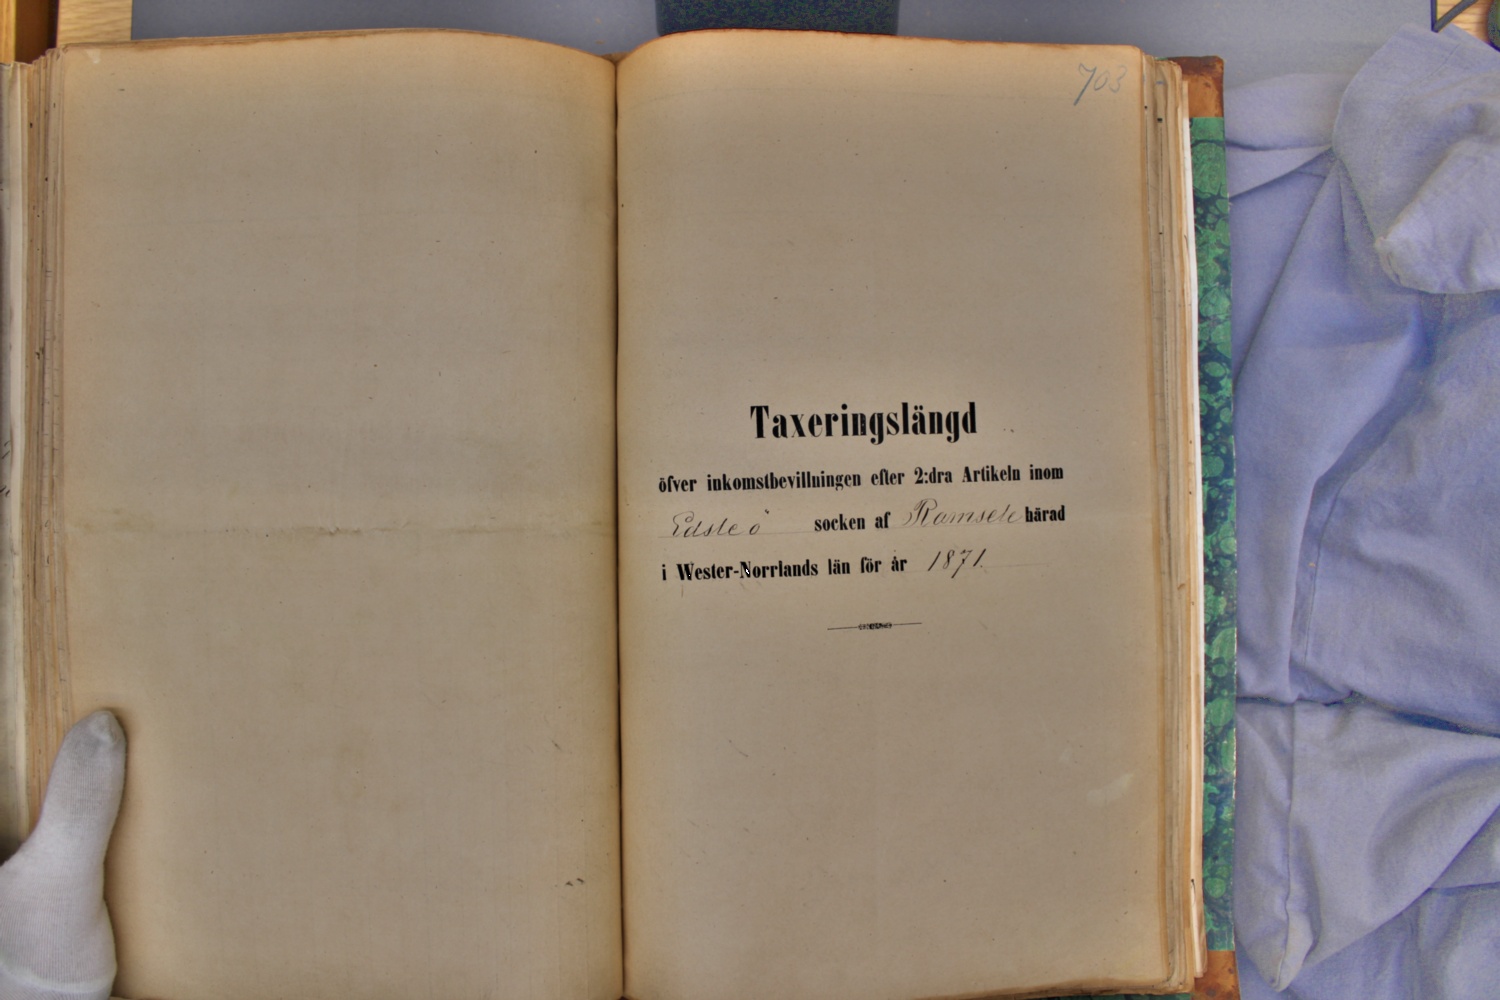 703
Taxeringslängd
öfver inkomstbevillningen efter 2:dra Artikeln inom
Edsle ö socken af Ramsele härad
i Wester-Norrlands län för år 1871.